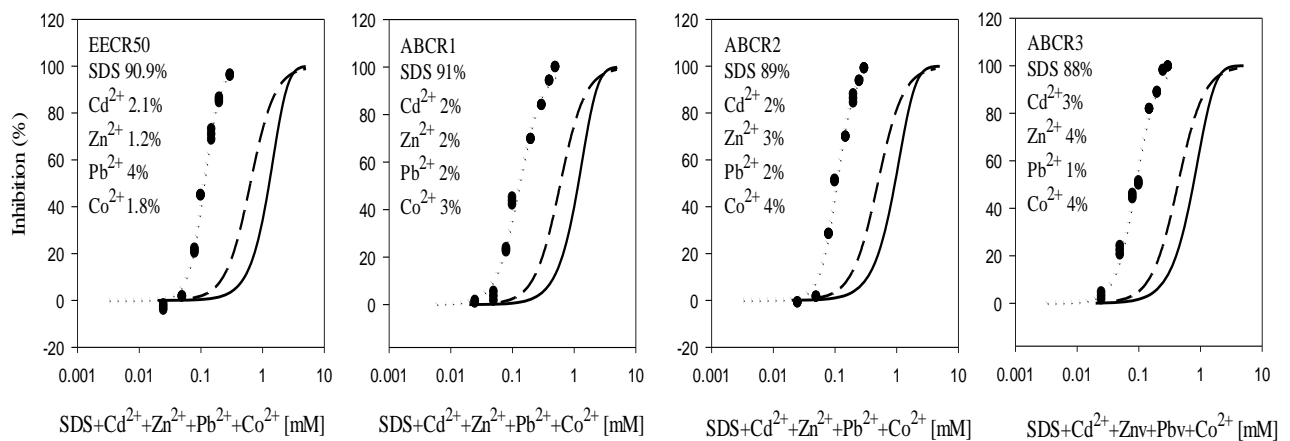 EECR50
SDS 90.9%
Cd2+ 2.1%
Zn2+ 1.2%
Pb2+ 4%
Co2+ 1.8%
120
100
80
60
40
20
0
-20
Inhibition (%)
0.001 0.01 0.1 1 10
SDS+Cd2++Zn2++Pb2++Co2+ [mM]
ABCR1
SDS 91%
Cd2+ 2%
Zn2+ 2%
Pb2+ 2%
Co2+ 3%
120
100
80
60
40
20
0
0.001 0.01 0.1 1 10
SDS+Cd2++Zn2++Pb2++Co2+ [mM]
ABCR2
SDS 89%
Cd2+ 2%
Zn2+ 3%
Pb2+ 2%
Co2+ 4%
120
100
80
60
40
20
0
-20
0.001 0.01 0.1 1 10
SDS+Cd2++Zn2++Pb2++Co2+ [mM]
ABCR3
SDS 88%
Cd2+3%
Zn2+ 4%
Pb2+ 1%
Co2+ 4%
120
100
80
60
40
20
0
0.001 0.01 0.1 1 10
SDS+Cd2++Znv+Pbv+Co2+ [mM]